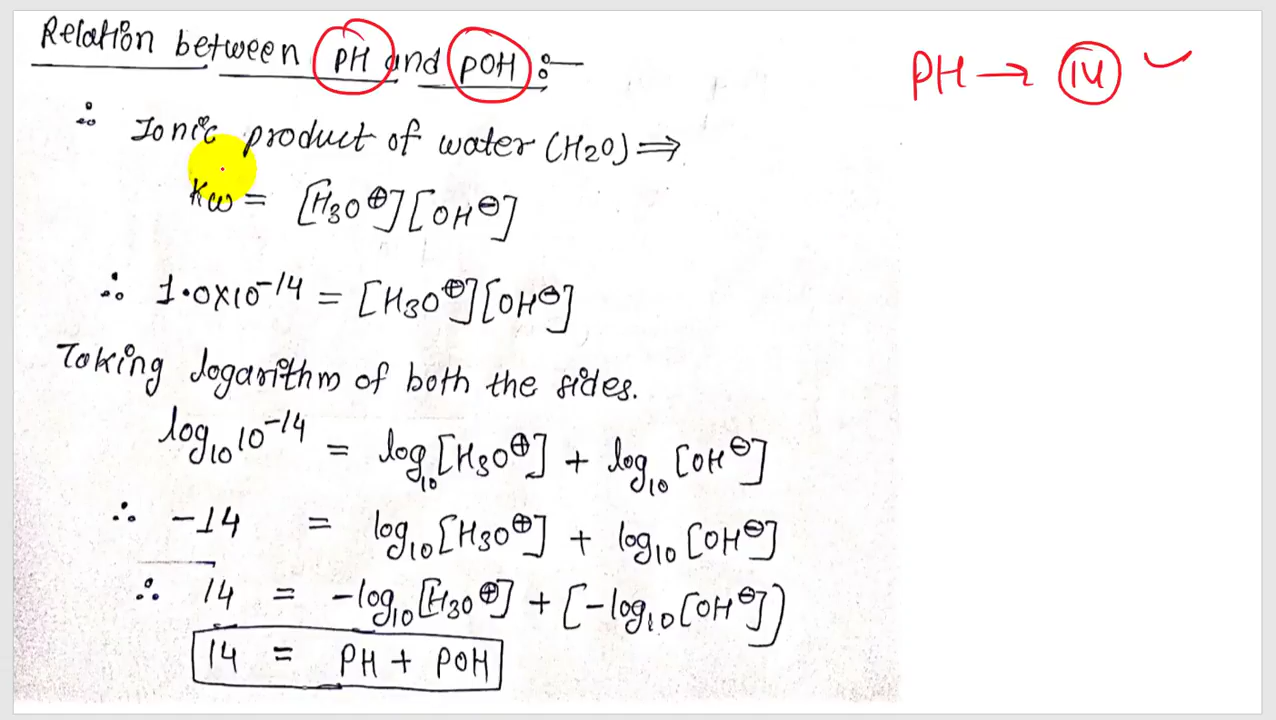 Relation between PH and POH :—
PH → 14 ✓
∴ Ionic product of water (H2O) ⇒
Kw = [H3O⊕][OH⊖]
∴ 1.0×10⁻¹⁴ = [H3O⊕][OH⊖]
Taking logarithm of both the sides.
log₁₀10⁻¹⁴ = log₁₀[H3O⊕] + log₁₀[OH⊖]
∴ -14 = log₁₀[H3O⊕] + log₁₀[OH⊖]
∴ 14 = -log₁₀[H3O⊕] + [-log₁₀[OH⊖])
14 = PH + POH